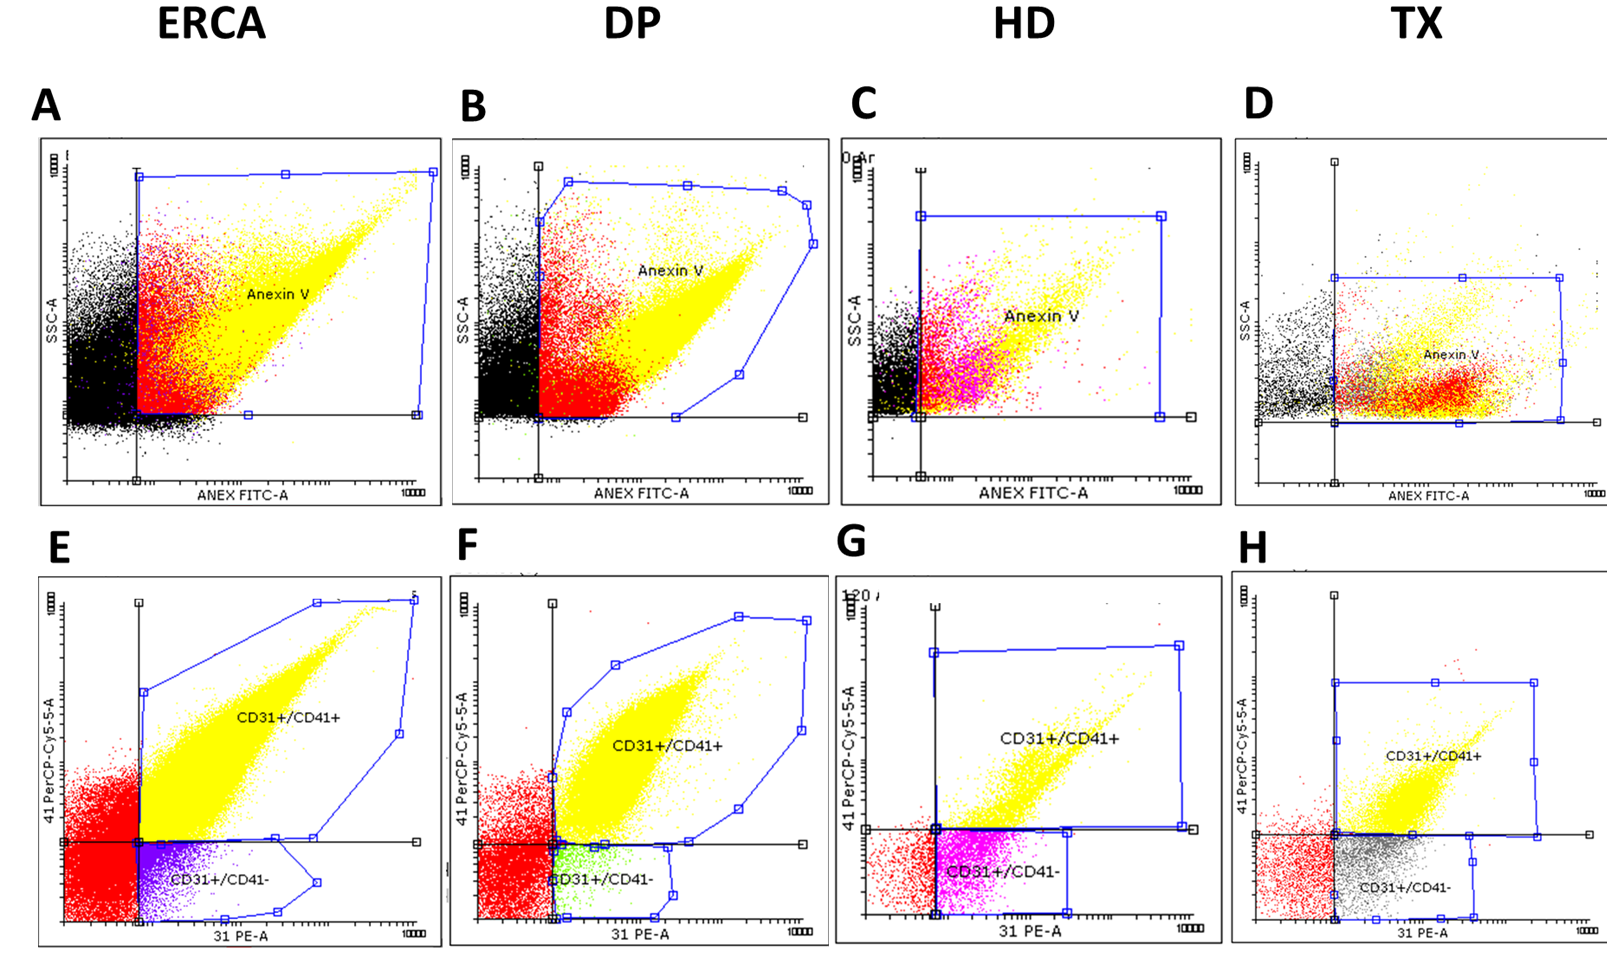 ERCA DP HD TX
A B C D
SSC-A Anexin V ANEX FITC-A 10000
SSC-A Anexin V ANEX FITC-A 10000
SSC-A Anexin V ANEX FITC-A 10000
SSC-A Anexin V ANEX FITC-A 10000
E F G H
41 PerCP-Cy5-5-A CD31+/CD41+ CD31+/CD41- 31 PE-A 10000
41 PerCP-Cy5-5-A CD31+/CD41+ CD31+/CD41- 31 PE-A 10000
41 PerCP-Cy5-5-A CD31+/CD41+ CD31+/CD41- 31 PE-A 10000
41 PerCP-Cy5-5-A CD31+/CD41+ CD31+/CD41- 31 PE-A 10000